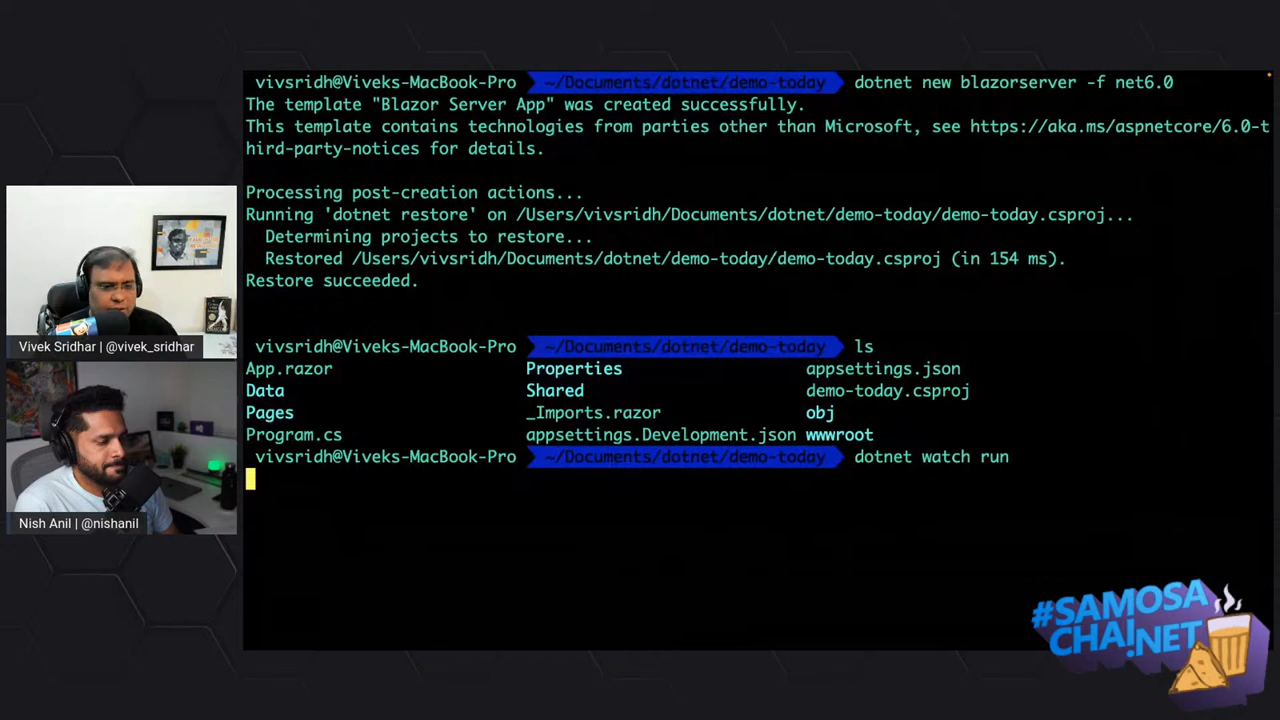 vivsridh@Viveks-MacBook-Pro ~/Documents/dotnet/demo-today dotnet new blazorserver -f net6.0
The template "Blazor Server App" was created successfully.
This template contains technologies from parties other than Microsoft, see https://aka.ms/aspnetcore/6.0-t
hird-party-notices for details.
Processing post-creation actions...
Running 'dotnet restore' on /Users/vivsridh/Documents/dotnet/demo-today/demo-today.csproj...
Determining projects to restore...
Restored /Users/vivsridh/Documents/dotnet/demo-today/demo-today.csproj (in 154 ms).
Restore succeeded.
vivsridh@Viveks-MacBook-Pro ~/Documents/dotnet/demo-today ls
App.razor Properties appsettings.json
Data Shared demo-today.csproj
Pages _Imports.razor obj
Program.cs appsettings.Development.json wwwroot
vivsridh@Viveks-MacBook-Pro ~/Documents/dotnet/demo-today dotnet watch run
Vivek Sridhar | @vivek_sridhar
Nish Anil | @nishanil
#SAMOSA
CHAI.NET